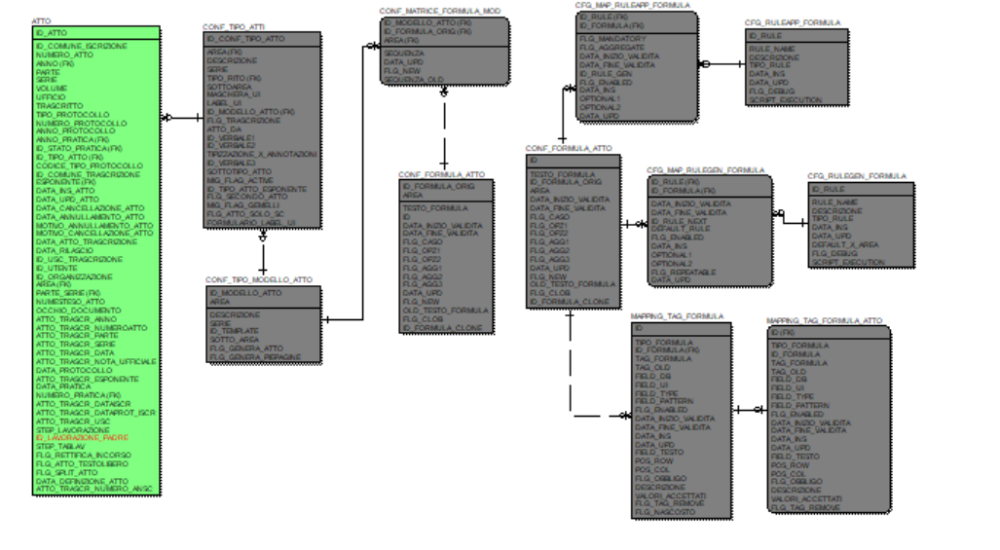 ATTO
ID_ATTO
ID_COMUNE_ISCRIZIONE
NUMERO_ATTO
ANNO (FK)
PARTE
SERIE
VOLUME
UFFICIO
TRASCRITTO
TIPO_PROTOCOLLO
NUMERO_PROTOCOLLO
ANNO_PROTOCOLLO
ANNO_PRATICA (FK)
ID_STATO_PRATICA (FK)
ID_TIPO_ATTO (FK)
CODICE_TIPO_PROTOCOLLO
ID_COMUNE_TRASCRIZIONE
ESPONENTE (FK)
DATA_INS_ATTO
DATA_UPD_ATTO
DATA_CANCELLAZIONE_ATTO
DATA_ANNULLAMENTO_ATTO
MOTIVO_ANNULLAMENTO_ATTO
MOTIVO_CANCELLAZIONE_ATTO
DATA_ATTO_TRASCRIZIONE
DATA_RILASCIO
ID_USC_TRASCRIZIONE
ID_UTENTE
ID_ORGANIZZAZIONE
AREA (FK)
PARTE_SERIE (FK)
NUMESTESO_ATTO
OCCHIO_DOCUMENTO
ATTO_TRASCR_ANNO
ATTO_TRASCR_NUMEROATTO
ATTO_TRASCR_PARTE
ATTO_TRASCR_SERIE
ATTO_TRASCR_DATA
ATTO_TRASCR_NOTA_UFFICIALE
DATA_PROTOCOLLO
ATTO_TRASCR_ESPONENTE
DATA_PRATICA
NUMERO_PRATICA (FK)
ATTO_TRASCR_DATAISCR
ATTO_TRASCR_DATAPROT_ISCR
ATTO_TRASCR_USC
STEP_LAVORAZIONE
ID_LAVORAZIONE_PADRE
STEP_TABLAV
FLG_RETTIFICA_INCORSO
FLG_ATTO_TESTOLIBERO
FLG_SPLIT_ATTO
DATA_DEFINIZIONE_ATTO
ATTO_TRASCR_NUMERO_ANSC
CONF_TIPO_ATTI
ID_CONF_TIPO_ATTO
AREA (FK)
DESCRIZIONE
SERIE
TIPO_RITO (FK)
SOTTOAREA
MASCHERA_UI
LABEL_UI
ID_MODELLO_ATTO (FK)
FLG_TRASCRIZIONE
ATTO_DA
ID_VERBALE1
ID_VERBALE2
TIPIZZAZIONE_X_ANNOTAZIONI
ID_VERBALE3
SOTTOTIPO_ATTO
MIG_FLAG_ACTIVE
ID_TIPO_ATTO_ESPONENTE
FLG_SECONDO_ATTO
MIG_FLAG_GEMELLI
FLG_ATTO_SOLO_SC
FORMULARIO_LABEL_UI
CONF_TIPO_MODELLO_ATTO
ID_MODELLO_ATTO
AREA
DESCRIZIONE
SERIE
ID_TEMPLATE
SOTTO_AREA
FLG_GENERA_ATTO
FLG_GENERA_PIEPAGINE
CONF_MATRICE_FORMULA_MOD
ID_MODELLO_ATTO (FK)
ID_FORMULA_ORIG (FK)
AREA (FK)
SEQUENZA
DATA_UPD
FLG_NEW
SEQUENZA_OLD
CONF_FORMULA_ATTO
ID_FORMULA_ORIG
AREA
TESTO_FORMULA
ID
DATA_INIZIO_VALIDITA
DATA_FINE_VALIDITA
FLG_CASO
FLG_OPZ1
FLG_OPZ2
FLG_AGG1
FLG_AGG2
FLG_AGG3
DATA_UPD
FLG_NEW
OLD_TESTO_FORMULA
FLG_CLOB
ID_FORMULA_CLONE
CFG_MAP_RULEAPP_FORMULA
ID_RULE (FK)
ID_FORMULA (FK)
FLG_MANDATORY
FLG_AGGREGATE
DATA_INIZIO_VALIDITA
DATA_FINE_VALIDITA
ID_RULE_GEN
FLG_ENABLED
DATA_INS
OPTIONAL1
OPTIONAL2
DATA_UPD
CFG_RULEAPP_FORMULA
ID_RULE
RULE_NAME
DESCRIZIONE
TIPO_RULE
DATA_INS
DATA_UPD
FLG_DEBUG
SCRIPT_EXECUTION
CONF_FORMULA_ATTO
ID
TESTO_FORMULA
ID_FORMULA_ORIG
AREA
DATA_INIZIO_VALIDITA
DATA_FINE_VALIDITA
FLG_CASO
FLG_OPZ1
FLG_OPZ2
FLG_AGG1
FLG_AGG2
FLG_AGG3
DATA_UPD
FLG_NEW
OLD_TESTO_FORMULA
FLG_CLOB
ID_FORMULA_CLONE
CFG_MAP_RULEGEN_FORMULA
ID_RULE (FK)
ID_FORMULA (FK)
DATA_INIZIO_VALIDITA
DATA_FINE_VALIDITA
ID_RULE_NEXT
DEFAULT_RULE
FLG_ENABLED
DATA_INS
OPTIONAL1
OPTIONAL2
FLG_REPEATABLE
DATA_UPD
CFG_RULEGEN_FORMULA
ID_RULE
RULE_NAME
DESCRIZIONE
TIPO_RULE
DATA_INS
DATA_UPD
DEFAULT_X_AREA
FLG_DEBUG
SCRIPT_EXECUTION
MAPPING_TAG_FORMULA
ID
TIPO_FORMULA
ID_FORMULA (FK)
TAG_FORMULA
TAG_OLD
FIELD_DB
FIELD_UI
FIELD_TYPE
FIELD_PATTERN
FLG_ENABLED
DATA_INIZIO_VALIDITA
DATA_FINE_VALIDITA
DATA_INS
DATA_UPD
FIELD_TESTO
POS_ROW
POS_COL
FLG_OBBLIGO
DESCRIZIONE
VALORI_ACCETTATI
FLG_TAG_REMOVE
FLG_NASCOSTO
MAPPING_TAG_FORMULA_ATTO
ID (FK)
TIPO_FORMULA
ID_FORMULA
TAG_FORMULA
TAG_OLD
FIELD_DB
FIELD_UI
FIELD_TYPE
FIELD_PATTERN
FLG_ENABLED
DATA_INIZIO_VALIDITA
DATA_FINE_VALIDITA
DATA_INS
DATA_UPD
FIELD_TESTO
POS_ROW
POS_COL
FLG_OBBLIGO
DESCRIZIONE
VALORI_ACCETTATI
FLG_TAG_REMOVE